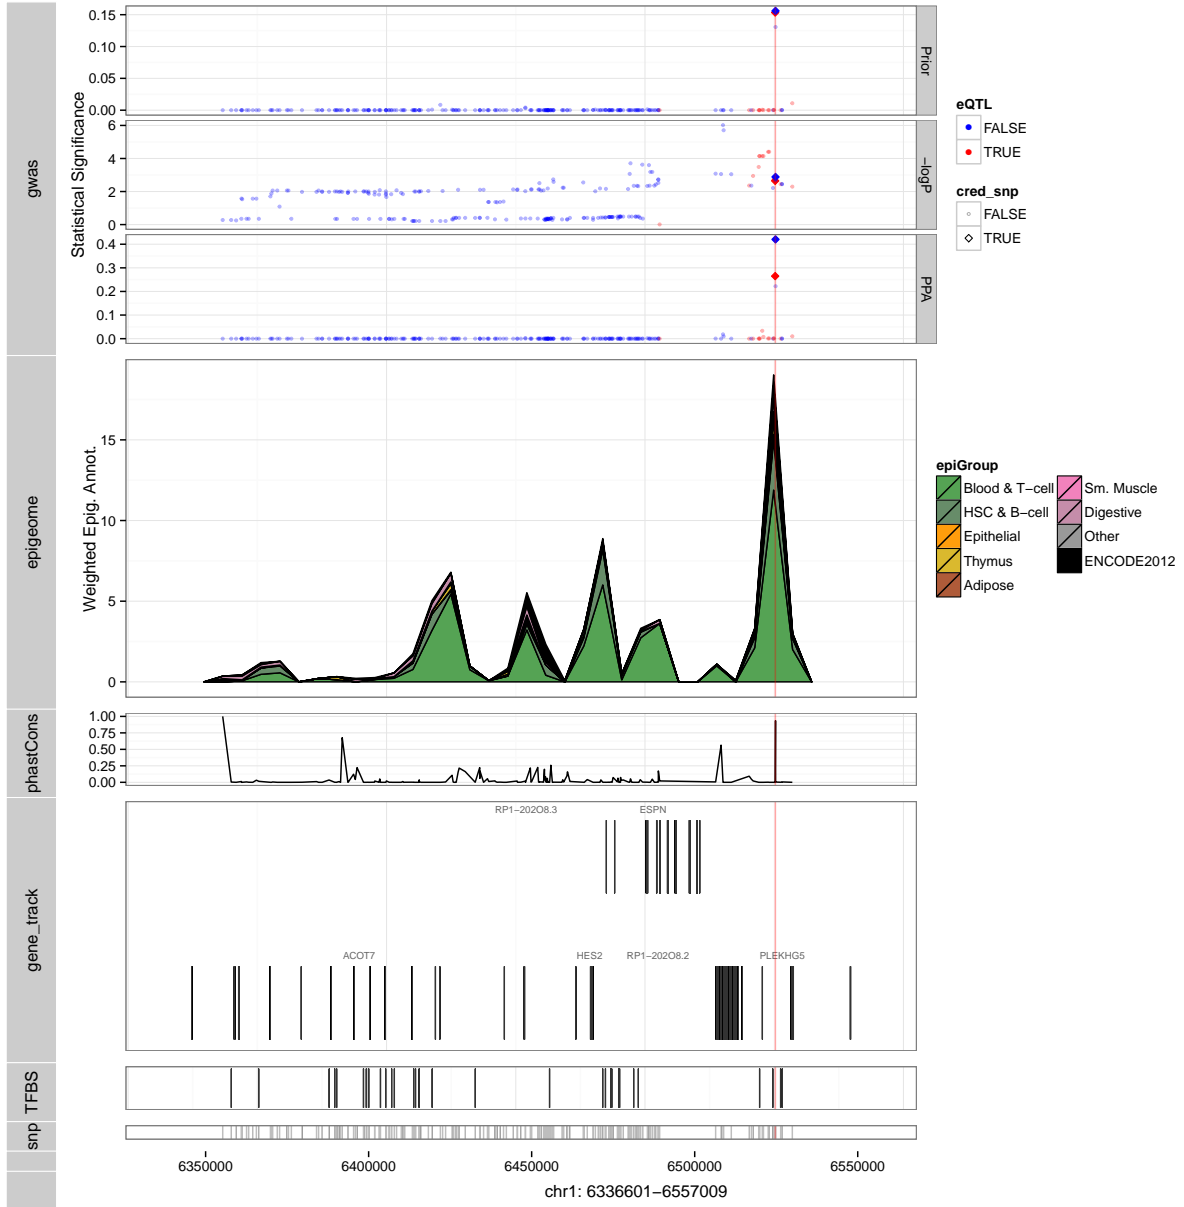 gwas
Statistical Significance
0.15
0.10
0.05
0.00
Prior
6
4
2
0
−logP
0.4
0.3
0.2
0.1
0.0
PPA
eQTL
FALSE
TRUE
cred_snp
FALSE
TRUE
epigeome
Weighted Epig. Annot.
15
10
5
0
epiGroup
Blood & T−cell
HSC & B−cell
Epithelial
Thymus
Adipose
Sm. Muscle
Digestive
Other
ENCODE2012
phastCons
1.00
0.75
0.50
0.25
0.00
gene_track
RP1−202O8.3 ESPN
ACOT7 HES2 RP1−202O8.2 PLEKHG5
TFBS
snp
6350000 6400000 6450000 6500000 6550000
chr1: 6336601−6557009